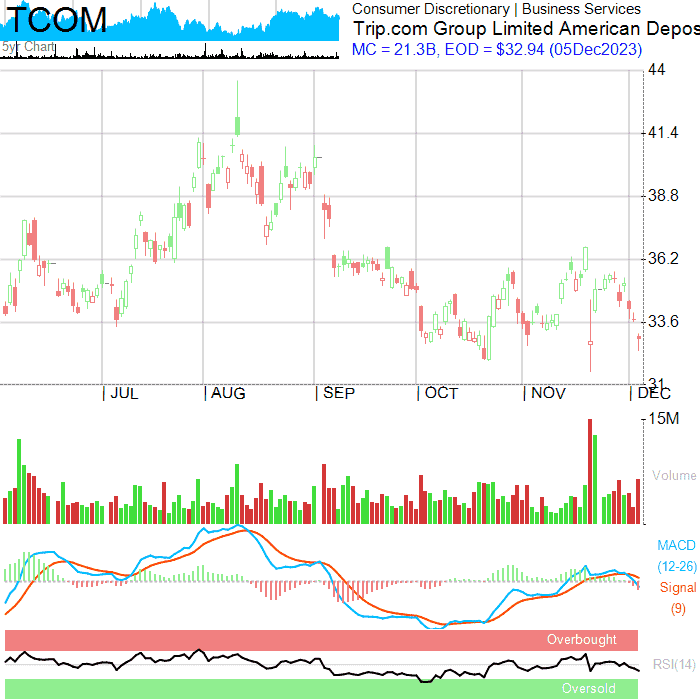 TCOM
5yr Chart
Consumer Discretionary | Business Services
Trip.com Group Limited American Depos
MC = 21.3B, EOD = $32.94 (05Dec2023)
44
41.4
38.8
36.2
33.6
31
| JUL | AUG | SEP | OCT | NOV | DEC
15M
Volume
MACD
(12-26)
Signal
(9)
Overbought
RSI(14)
Oversold